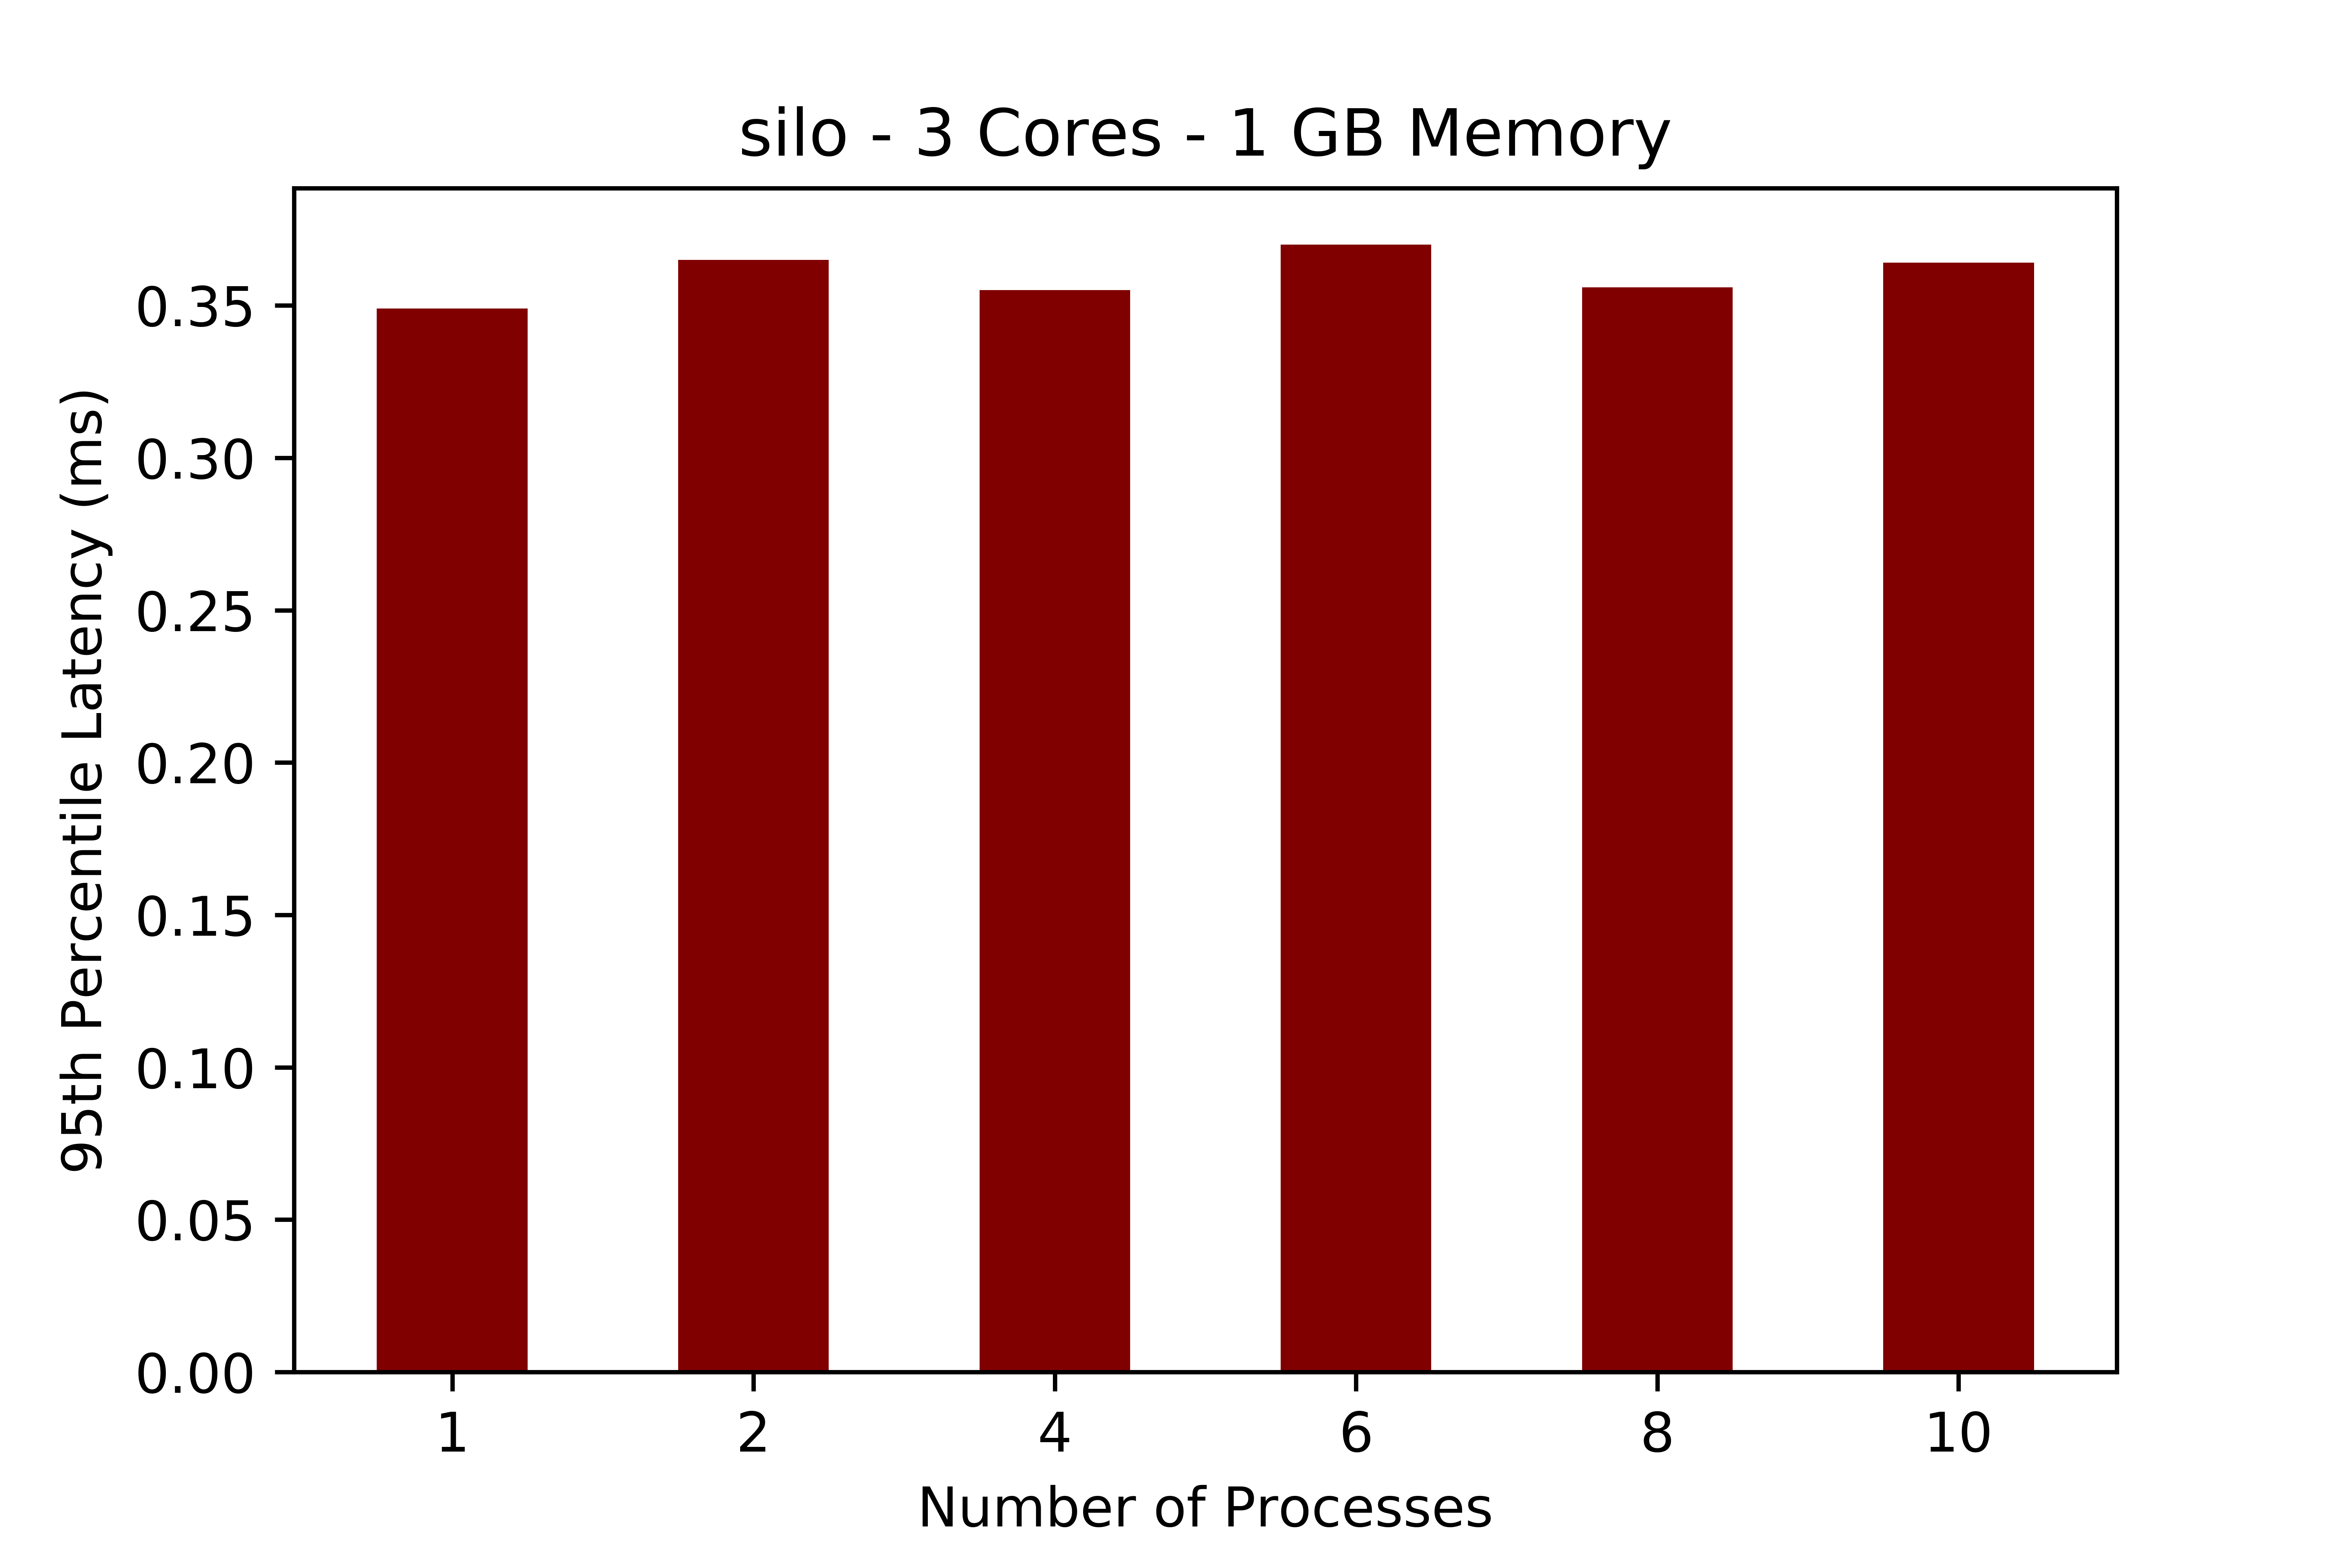 silo - 3 Cores - 1 GB Memory
95th Percentile Latency (ms)
0.35
0.30
0.25
0.20
0.15
0.10
0.05
0.00
1 2 4 6 8 10
Number of Processes